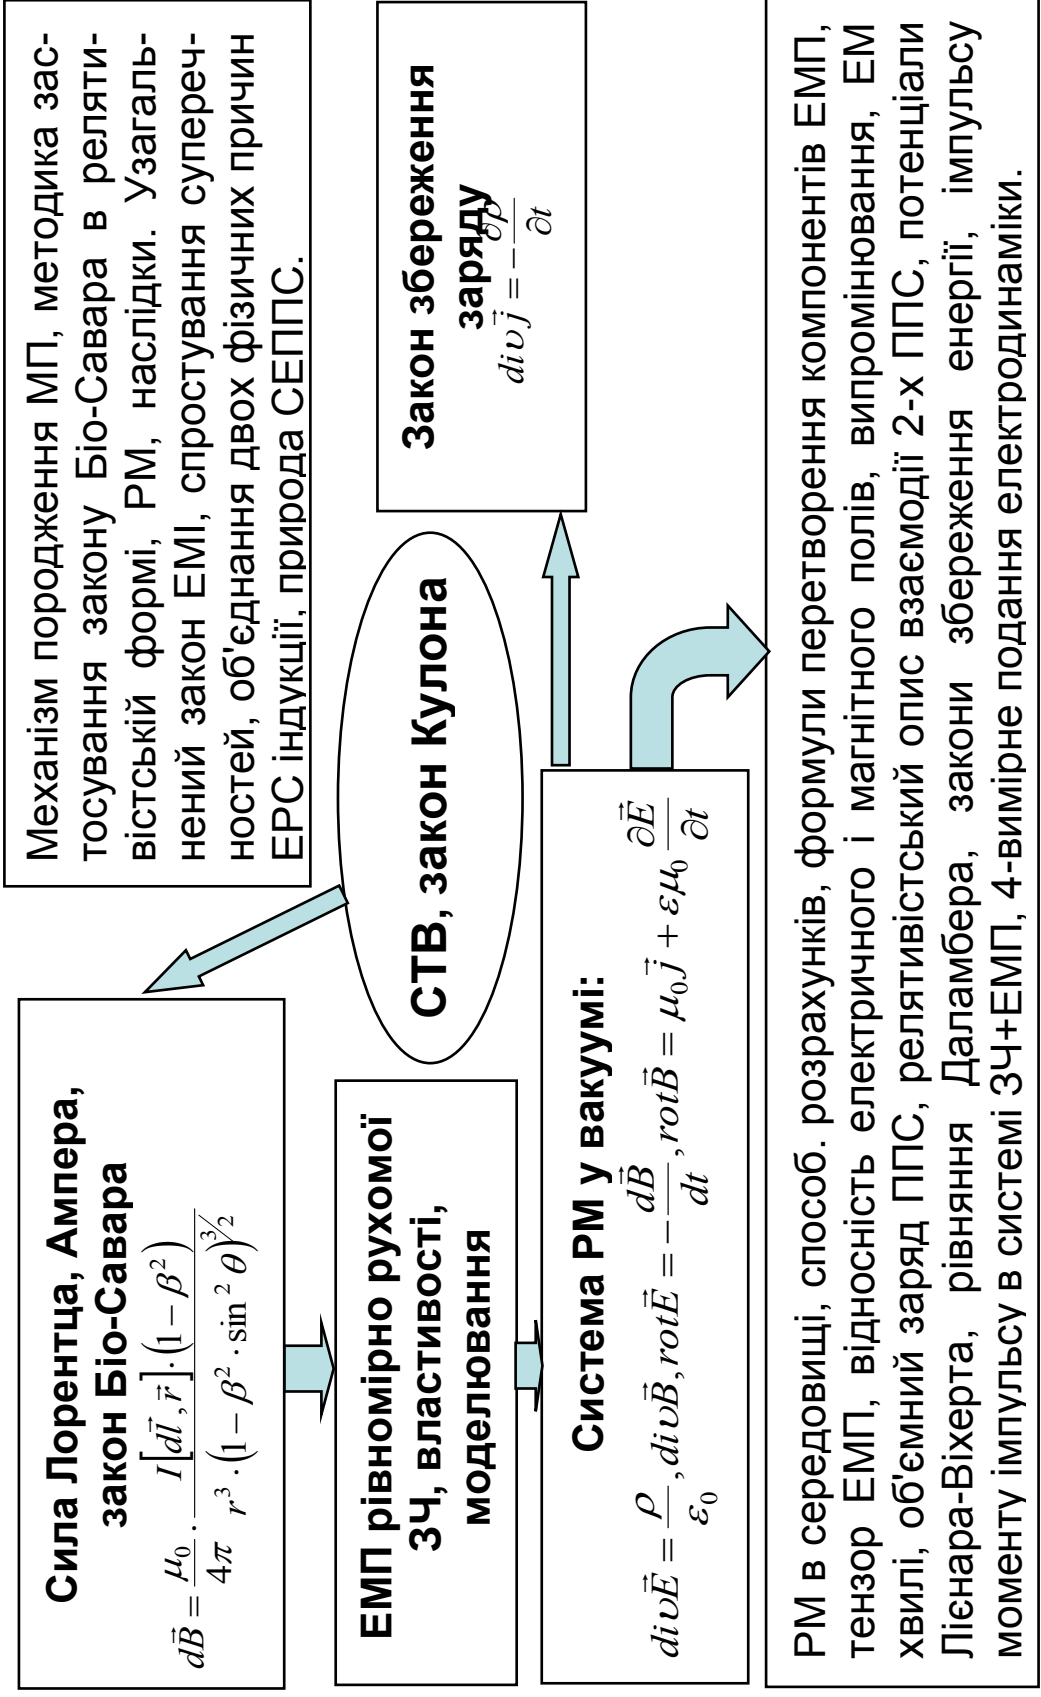 Сила Лорентца, Ампера,
закон Біо-Савара
$d\vec{B} = \frac{\mu_0}{4\pi} \cdot \frac{I[d\vec{l},\vec{r}] \cdot (1-\beta^2)}{r^3 \cdot (1-\beta^2 \cdot \sin^2\theta)^{3/2}}$
Механізм породження МП, методика зас-
тосування закону Біо-Савара в реляти-
вістській формі, РМ, наслідки. Узагаль-
нений закон ЕМІ, спростування супереч-
ностей, об'єднання двох фізичних причин
ЕРС індукції, природа СЕППС.
СТВ, закон Кулона
ЕМП рівномірно рухомої
ЗЧ, властивості,
моделювання
Закон збереження
заряду
$div\vec{j} = -\frac{\partial\rho}{\partial t}$
Система РМ у вакуумі:
$div\vec{E} = \frac{\rho}{\varepsilon_0}, div\vec{B}, rot\vec{E} = -\frac{d\vec{B}}{dt}, rot\vec{B} = \mu_0\vec{j} + \varepsilon\mu_0\frac{\partial\vec{E}}{\partial t}$
РМ в середовищі, способ. розрахунків, формули перетворення компонентів ЕМП,
тензор ЕМП, відносність електричного і магнітного полів, випромінювання, ЕМ
хвилі, об'ємний заряд ППС, релятивістський опис взаємодії 2-х ППС, потенціали
Лієнара-Віхерта, рівняння Даламбера, закони збереження енергії, імпульсу
моменту імпульсу в системі ЗЧ+ЕМП, 4-вимірне подання електродинаміки.